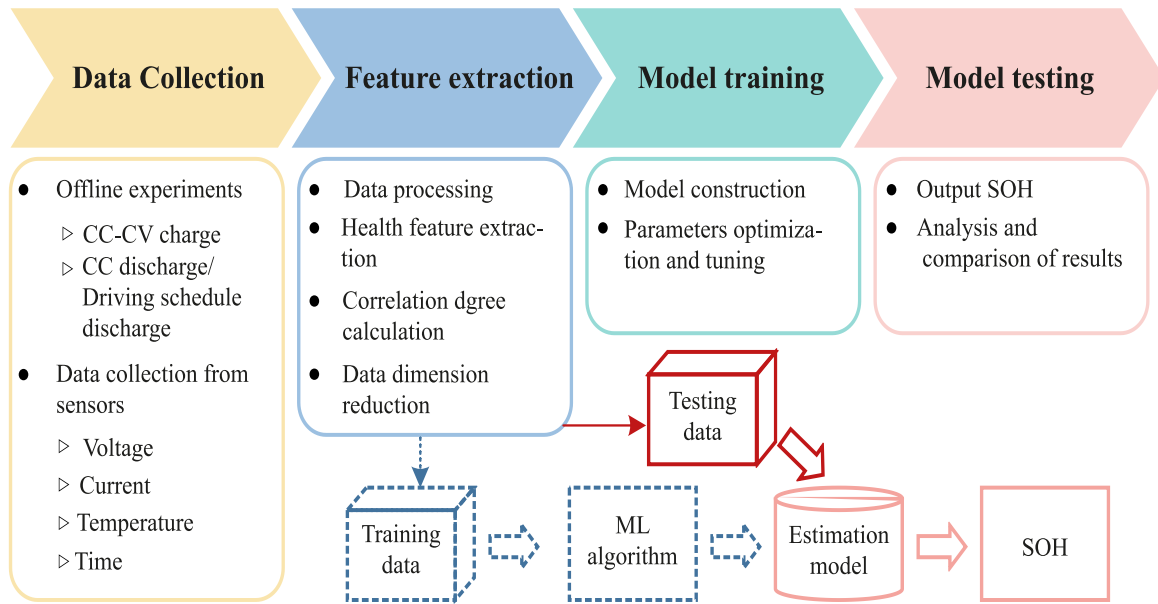 Data Collection
Feature extraction
Model training
Model testing
● Offline experiments
▷ CC-CV charge
▷ CC discharge/
Driving schedule
discharge
● Data collection from
sensors
▷ Voltage
▷ Current
▷ Temperature
▷ Time
● Data processing
● Health feature extrac-
tion
● Correlation dgree
calculation
● Data dimension
reduction
● Model construction
● Parameters optimiza-
tion and tuning
● Output SOH
● Analysis and
comparison of results
Testing
data
Training
data
ML
algorithm
Estimation
model
SOH